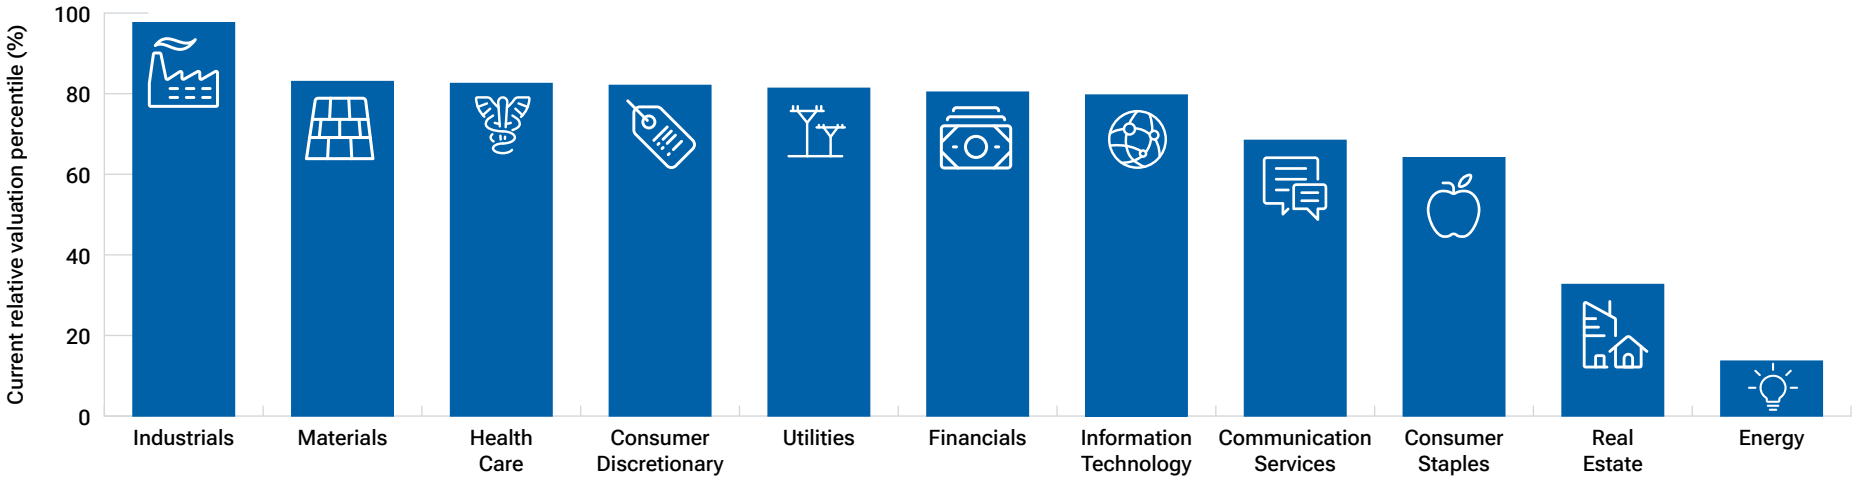 Current relative valuation percentile (%)
100
80
60
40
20
0
Industrials
Materials
Health
Care
Consumer
Discretionary
Utilities
Financials
Information
Technology
Communication
Services
Consumer
Staples
Real
Estate
Energy